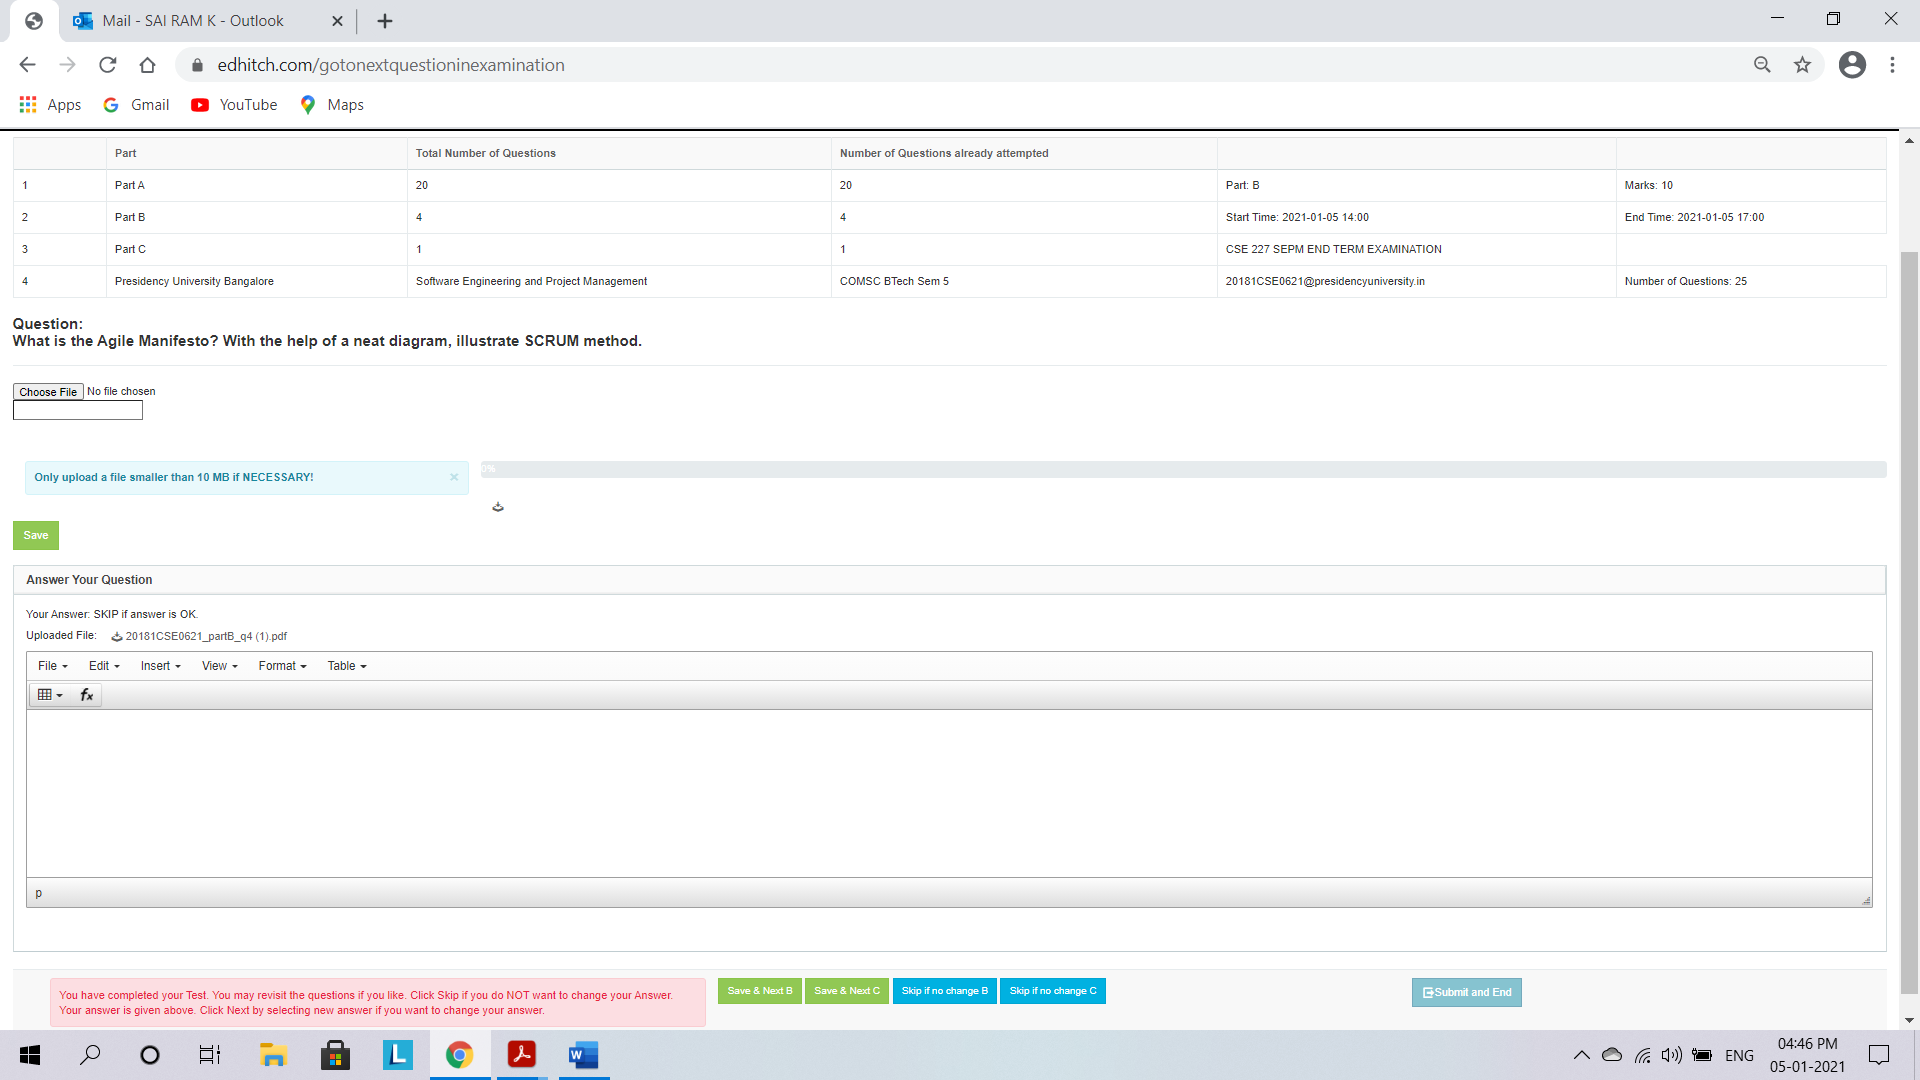 Mail - SAI RAM K - Outlook
edhitch.com/gotonextquestioninexamination
Apps Gmail YouTube Maps
Part Total Number of Questions Number of Questions already attempted
1 Part A 20 20 Part: B Marks: 10
2 Part B 4 4 Start Time: 2021-01-05 14:00 End Time: 2021-01-05 17:00
3 Part C 1 1 CSE 227 SEPM END TERM EXAMINATION
4 Presidency University Bangalore Software Engineering and Project Management COMSC BTech Sem 5 20181CSE0621@presidencyuniversity.in Number of Questions: 25
Question:
What is the Agile Manifesto? With the help of a neat diagram, illustrate SCRUM method.
Choose File No file chosen
0%
Only upload a file smaller than 10 MB if NECESSARY! ×
Save
Answer Your Question
Your Answer: SKIP if answer is OK.
Uploaded File: 20181CSE0621_partB_q4 (1).pdf
File Edit Insert View Format Table
fx
p
You have completed your Test. You may revisit the questions if you like. Click Skip if you do NOT want to change your Answer.
Your answer is given above. Click Next by selecting new answer if you want to change your answer.
Save & Next B Save & Next C Skip if no change B Skip if no change C Submit and End
L W ENG 04:46 PM
05-01-2021